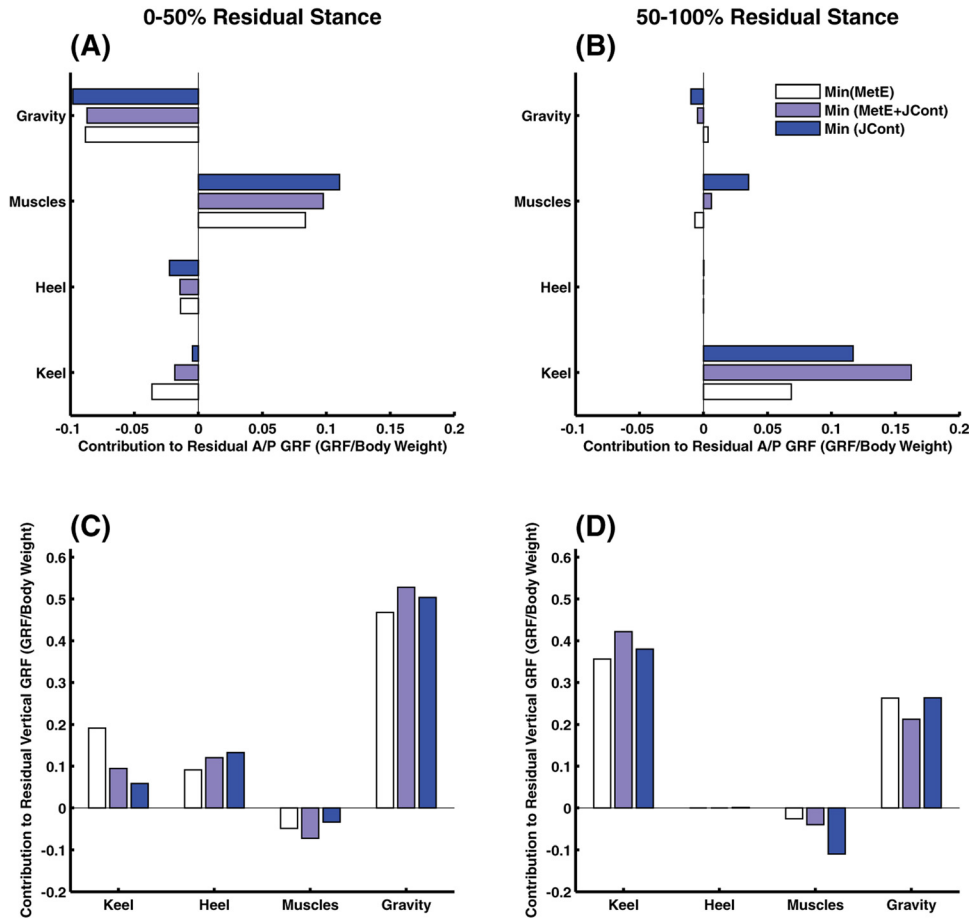 0-50% Residual Stance
50-100% Residual Stance
(A)
Gravity
Muscles
Heel
Keel
-0.1 -0.05 0 0.05 0.1 0.15 0.2
Contribution to Residual A/P GRF (GRF/Body Weight)
(B)
Min(MetE)
Min (MetE+JCont)
Min (JCont)
Gravity
Muscles
Heel
Keel
-0.1 -0.05 0 0.05 0.1 0.15 0.2
Contribution to Residual A/P GRF (GRF/Body Weight)
(C)
Contribution to Residual Vertical GRF (GRF/Body Weight)
0.6
0.5
0.4
0.3
0.2
0.1
0
-0.1
-0.2
Keel Heel Muscles Gravity
(D)
Contribution to Residual Vertical GRF (GRF/Body Weight)
0.6
0.5
0.4
0.3
0.2
0.1
0
-0.1
-0.2
Keel Heel Muscles Gravity